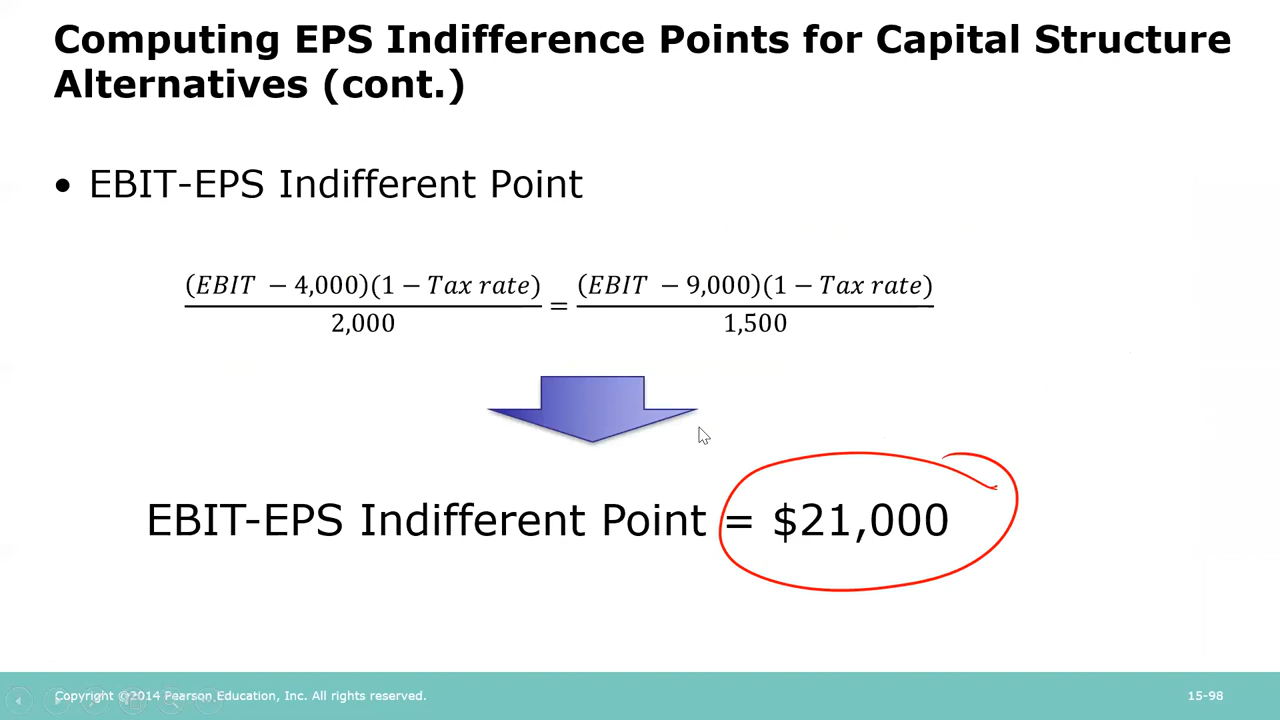 Computing EPS Indifference Points for Capital Structure
Alternatives (cont.)
• EBIT-EPS Indifferent Point
(EBIT − 4,000)(1 − Tax rate) / 2,000 = (EBIT − 9,000)(1 − Tax rate) / 1,500
EBIT-EPS Indifferent Point = $21,000
Copyright ©2014 Pearson Education, Inc. All rights reserved.
15-98